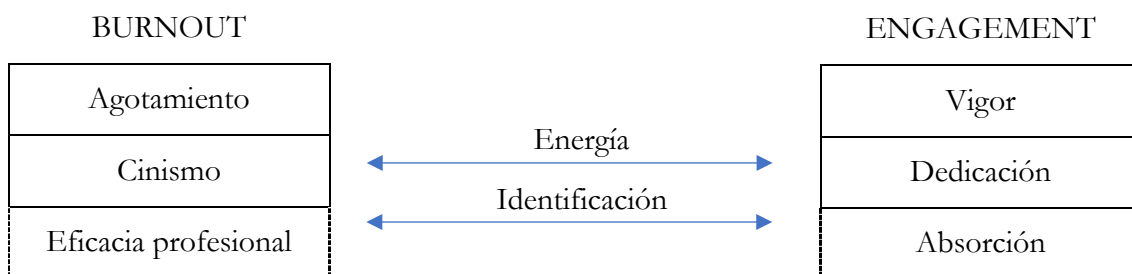 BURNOUT
ENGAGEMENT
Agotamiento
Vigor
Energía
Cinismo
Dedicación
Identificación
Eficacia profesional
Absorción